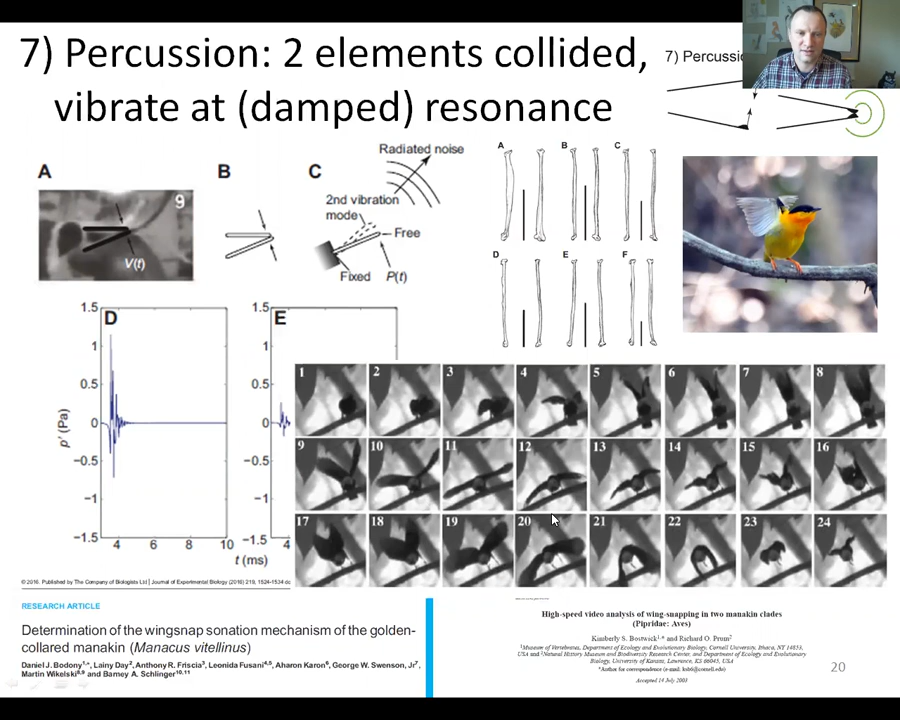 7) Percussion: 2 elements collided,
vibrate at (damped) resonance
7) Percussio
A
B
C
9
V(t)
Radiated noise
2nd vibration
mode
Free
Fixed
P(t)
A
B
C
D
E
F
D
E
1.5
1
0.5
0
−0.5
−1
−1.5
p′ (Pa)
4
6
8
10
t (ms)
1.5
1
0.5
0
−0.5
−1
−1.5
4
1 2 3 4 5 6 7 8
9 10 11 12 13 14 15 16
17 18 19 20 21 22 23 24
© 2016. Published by The Company of Biologists Ltd | Journal of Experimental Biology (2016) 219, 1524-1534 do
RESEARCH ARTICLE
Determination of the wingsnap sonation mechanism of the golden-
collared manakin (Manacus vitellinus)
Daniel J. Bodony1,*, Lainy Day2, Anthony R. Friscia3, Leonida Fusani4,5, Aharon Karon6, George W. Swenson, Jr7,
Martin Wikelski8,9 and Barney A. Schlinger10,11
High-speed video analysis of wing-snapping in two manakin clades
(Pipridae: Aves)
Kimberly S. Bostwick1,* and Richard O. Prum2
1Museum of Vertebrates, Department of Ecology and Evolutionary Biology, Cornell University, Ithaca, NY 14853,
USA and 2Natural History Museum and Biodiversity Research Center, and Department of Ecology and Evolutionary
Biology, University of Kansas, Lawrence, KS 66045, USA
*Author for correspondence (e-mail: ksb6@cornell.edu)
Accepted 14 July 2003
20